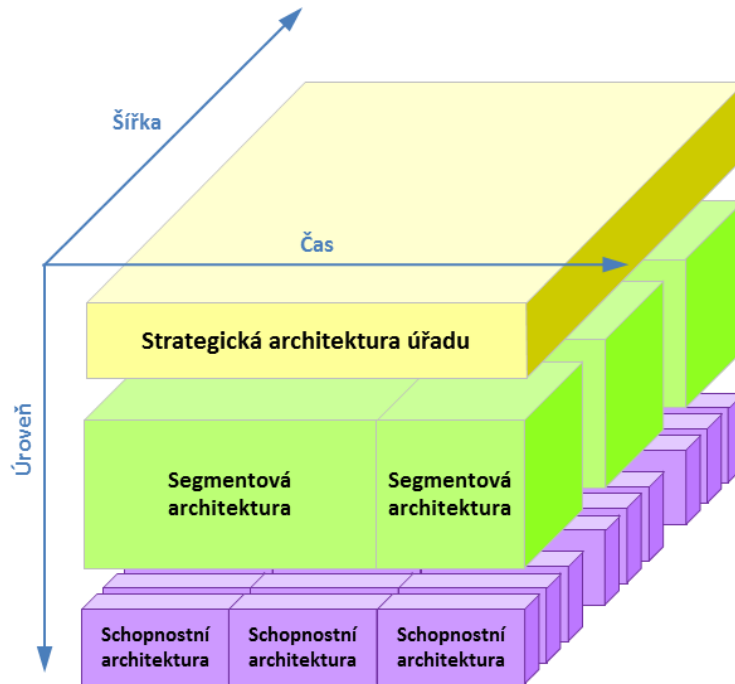 Šířka
Čas
Strategická architektura úřadu
Úroveň
Segmentová
architektura
Segmentová
architektura
Schopnostní
architektura
Schopnostní
architektura
Schopnostní
architektura